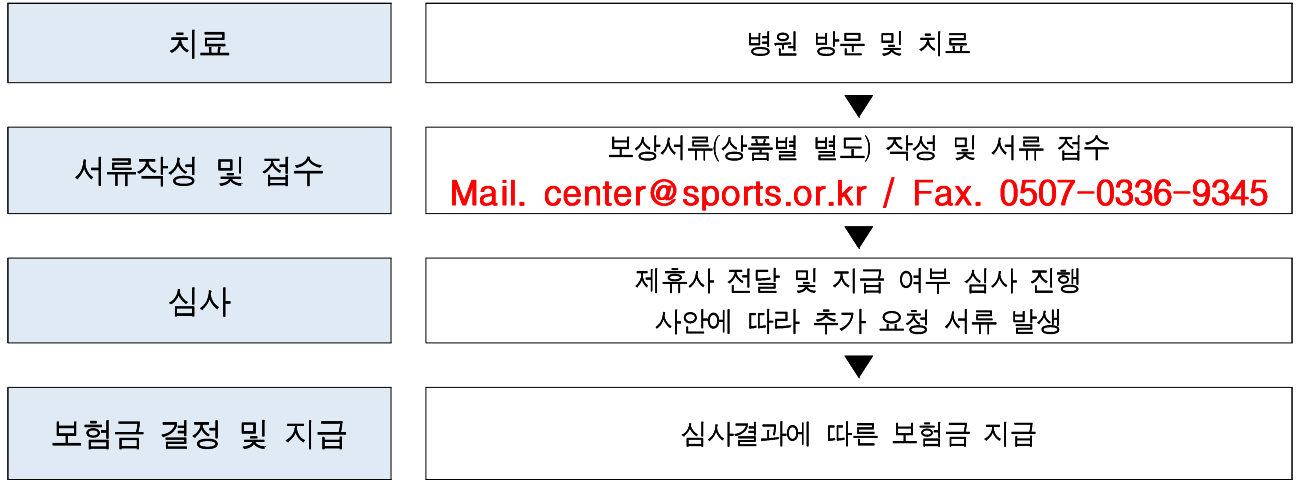 치료
병원 방문 및 치료
서류작성 및 접수
보상서류(상품별 별도) 작성 및 서류 접수
Mail. center@sports.or.kr / Fax. 0507-0336-9345
심사
제휴사 전달 및 지급 여부 심사 진행
사안에 따라 추가 요청 서류 발생
보험금 결정 및 지급
심사결과에 따른 보험금 지급